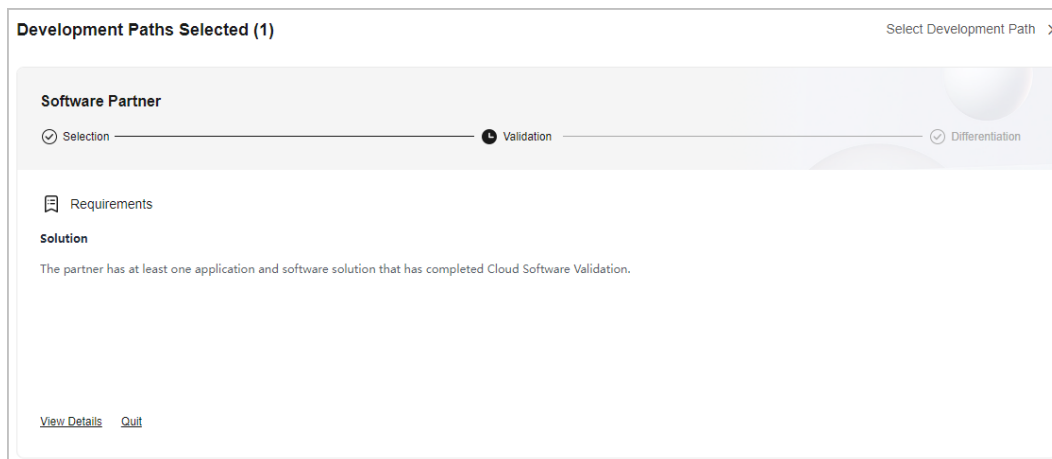 Development Paths Selected (1)
Select Development Path
Software Partner
Selection
Validation
Differentiation
Requirements
Solution
The partner has at least one application and software solution that has completed Cloud Software Validation.
View Details Quit